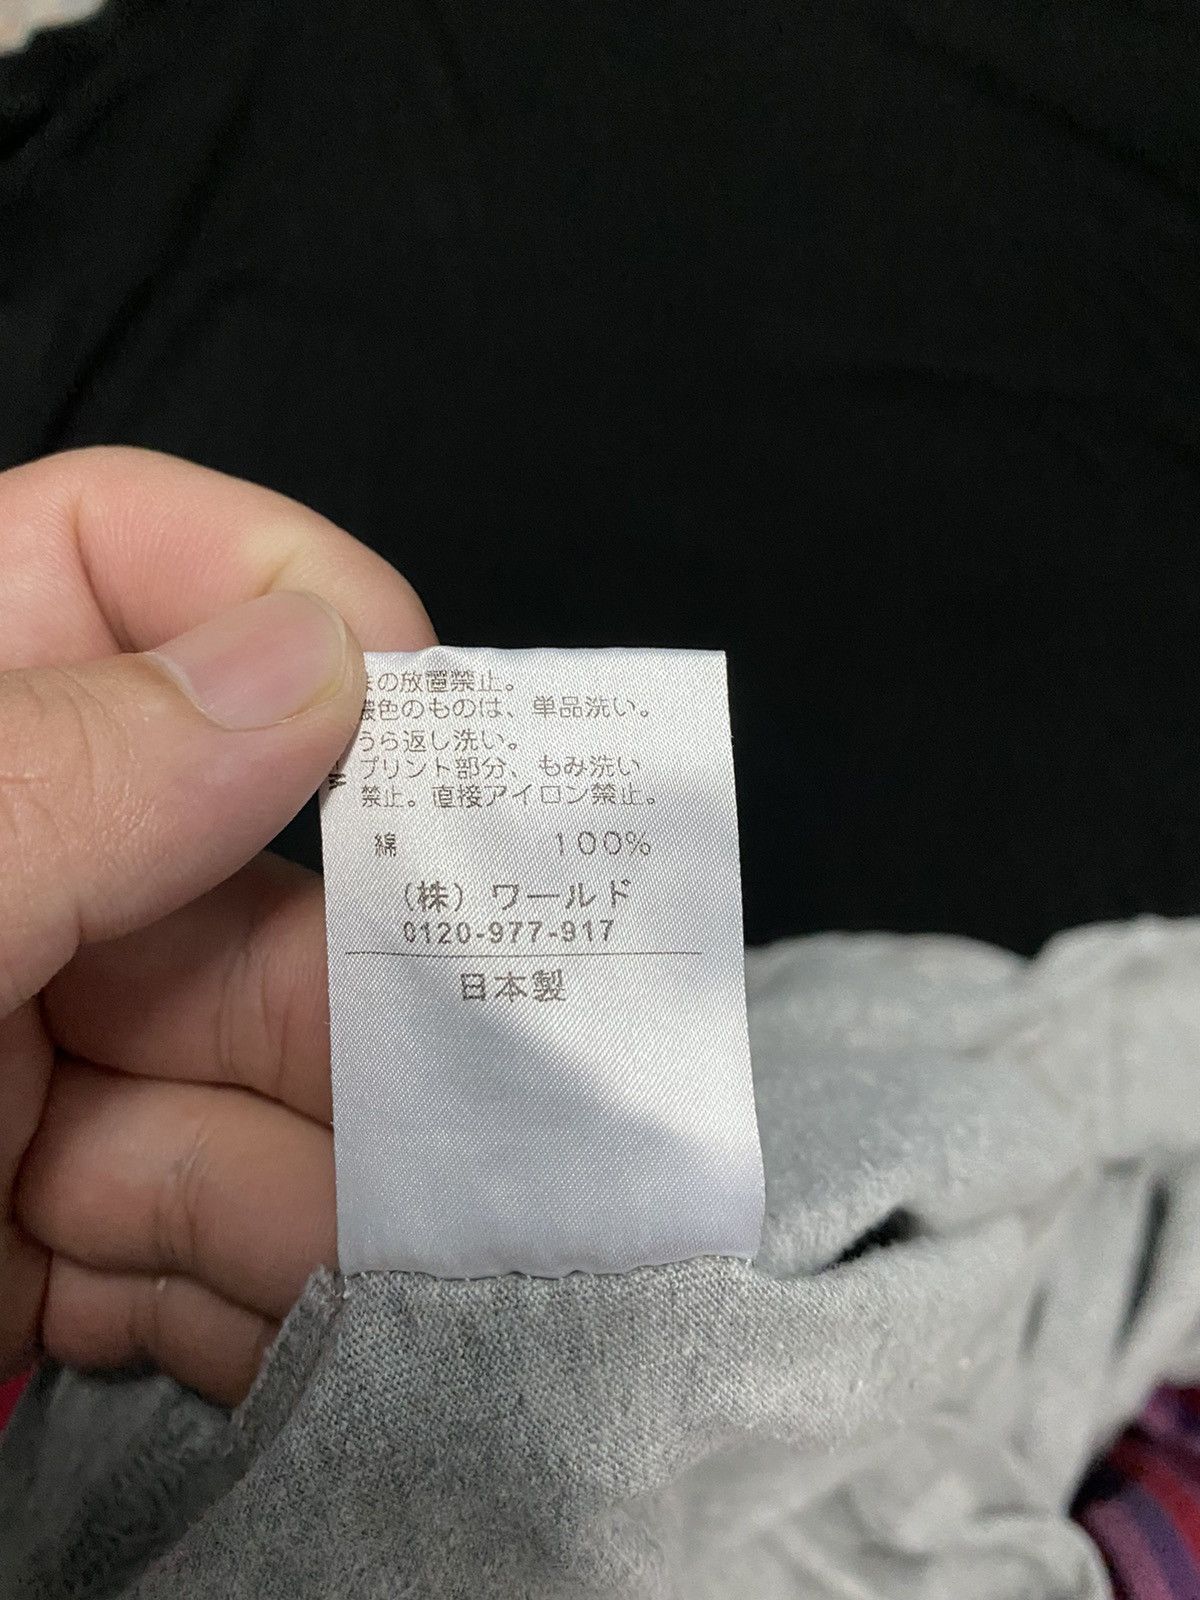 まの放置禁止。
濃色のものは、単品洗い。
うら返し洗い。
プリント部分、もみ洗い
禁止。直接アイロン禁止。
綿 100%
(株) ワールド
0120-977-917
日本製